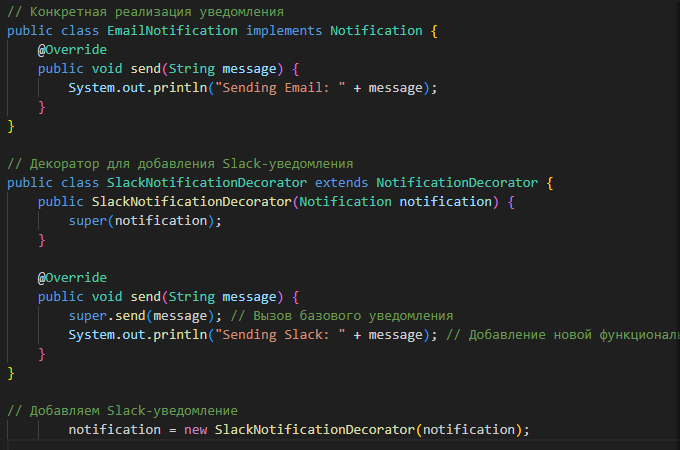 // Конкретная реализация уведомления
public class EmailNotification implements Notification {
@Override
public void send(String message) {
System.out.println("Sending Email: " + message);
}
}
// Декоратор для добавления Slack-уведомления
public class SlackNotificationDecorator extends NotificationDecorator {
public SlackNotificationDecorator(Notification notification) {
super(notification);
}
@Override
public void send(String message) {
super.send(message); // Вызов базового уведомления
System.out.println("Sending Slack: " + message); // Добавление новой функциональ
}
}
// Добавляем Slack-уведомление
notification = new SlackNotificationDecorator(notification);